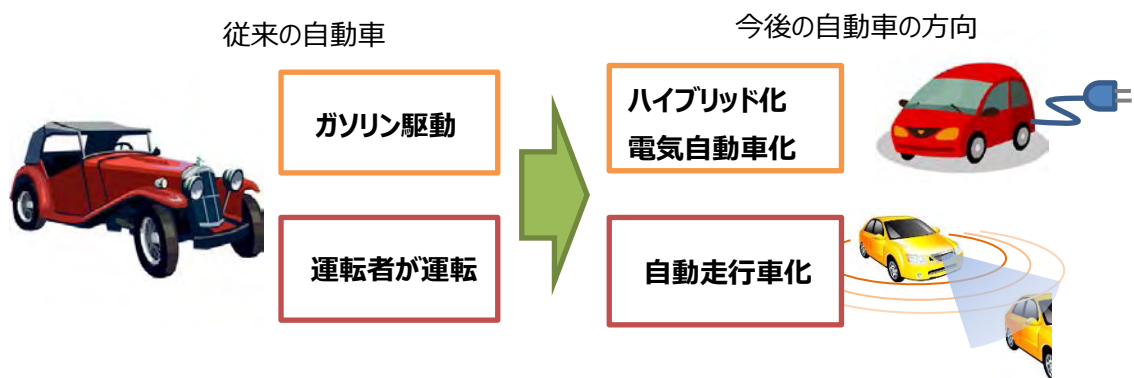 従来の自動車
今後の自動車の方向
ガソリン駆動
ハイブリッド化
電気自動車化
運転者が運転
自動走行車化